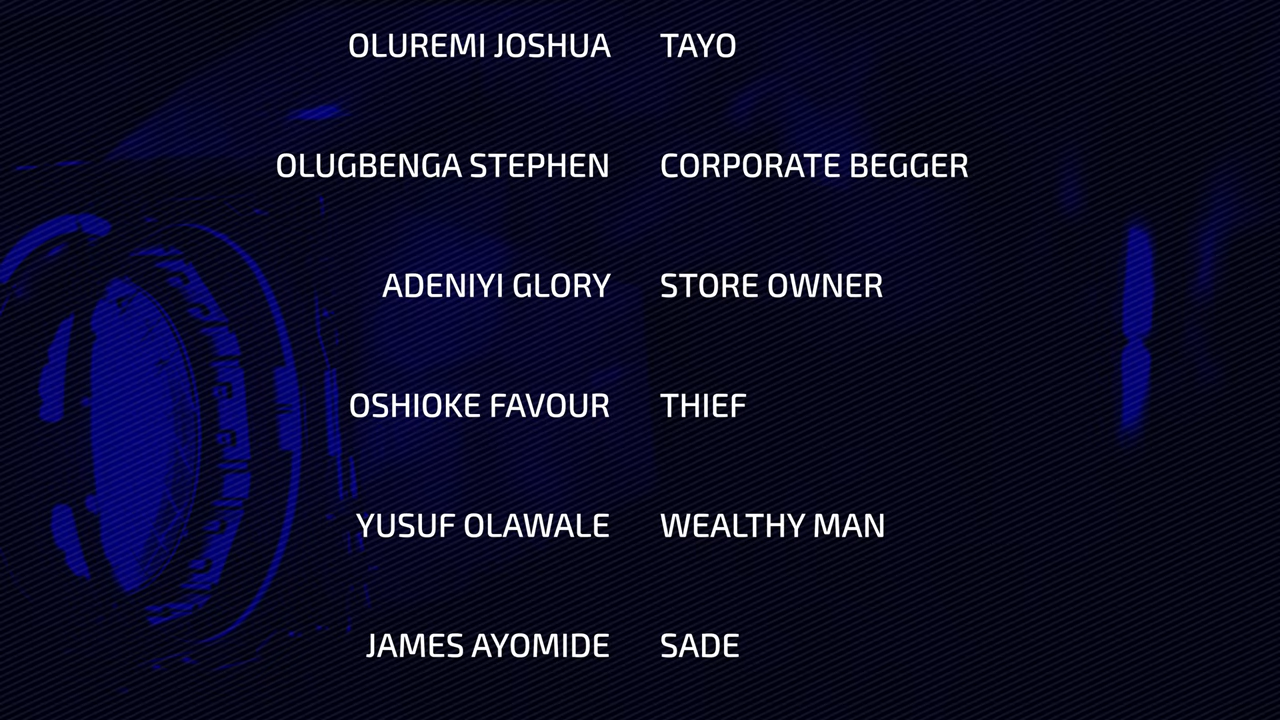 OLUREMI JOSHUA TAYO
OLUGBENGA STEPHEN CORPORATE BEGGER
ADENIYI GLORY STORE OWNER
OSHIOKE FAVOUR THIEF
YUSUF OLAWALE WEALTHY MAN
JAMES AYOMIDE SADE